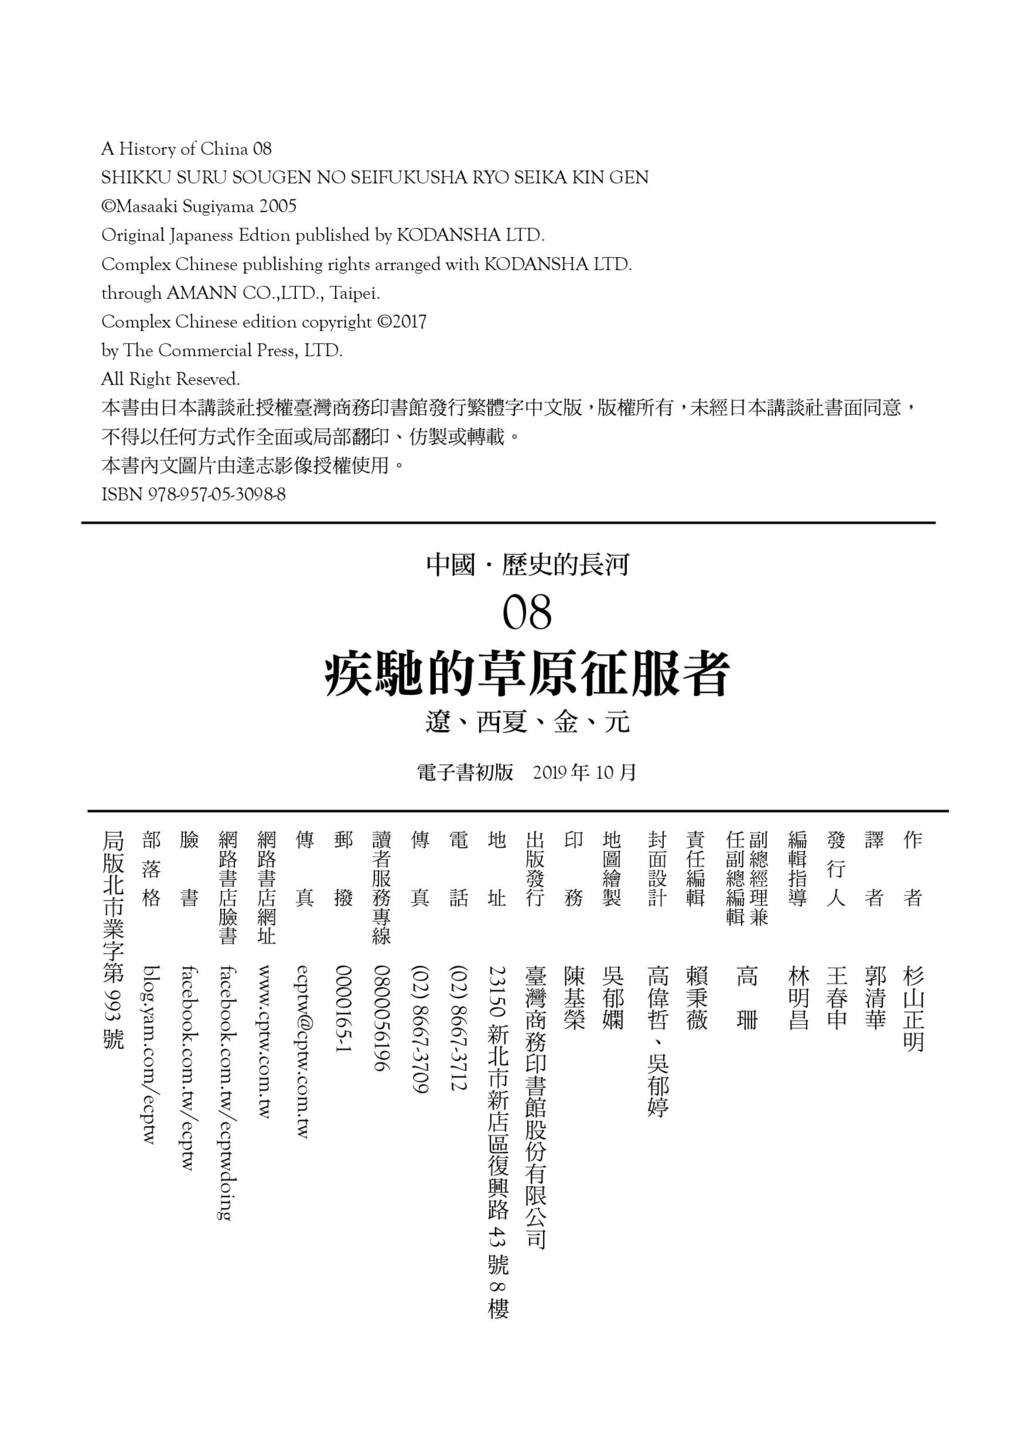 A History of China 08
SHIKKU SURU SOUGEN NO SEIFUKUSHA RYO SEIKA KIN GEN
©Masaaki Sugiyama 2005
Original Japaness Edtion published by KODANSHA LTD.
Complex Chinese publishing rights arranged with KODANSHA LTD.
through AMANN CO.,LTD., Taipei.
Complex Chinese edition copyright ©2017
by The Commercial Press, LTD.
All Right Reseved.
本書由日本講談社授權臺灣商務印書館發行繁體字中文版，版權所有，未經日本講談社書面同意，
不得以任何方式作全面或局部翻印、仿製或轉載。
本書內文圖片由達志影像授權使用。
ISBN 978-957-05-3098-8
中國・歷史的長河
08
疾馳的草原征服者
遼、西夏、金、元
電子書初版　2019 年 10 月
作者　杉山正明
譯者　郭清華
發行人　王春申
編輯指導　林明昌
副總經理兼
任副總編輯　高珊
責任編輯　賴秉薇
封面設計　高偉哲、吳郁婷
地圖繪製　吳郁嫻
印務　陳基榮
出版發行　臺灣商務印書館股份有限公司
地址　23150 新北市新店區復興路 43 號 8 樓
電話　(02) 8667-3712
傳真　(02) 8667-3709
讀者服務專線　0800056196
郵撥　0000165-1
傳真　ecptw@cptw.com.tw
網路書店網址　www.cptw.com.tw
網路書店臉書　facebook.com.tw/ecptwdoing
臉書　facebook.com.tw/ecptw
部落格　blog.yam.com/ecptw
局版北市業字第 993 號